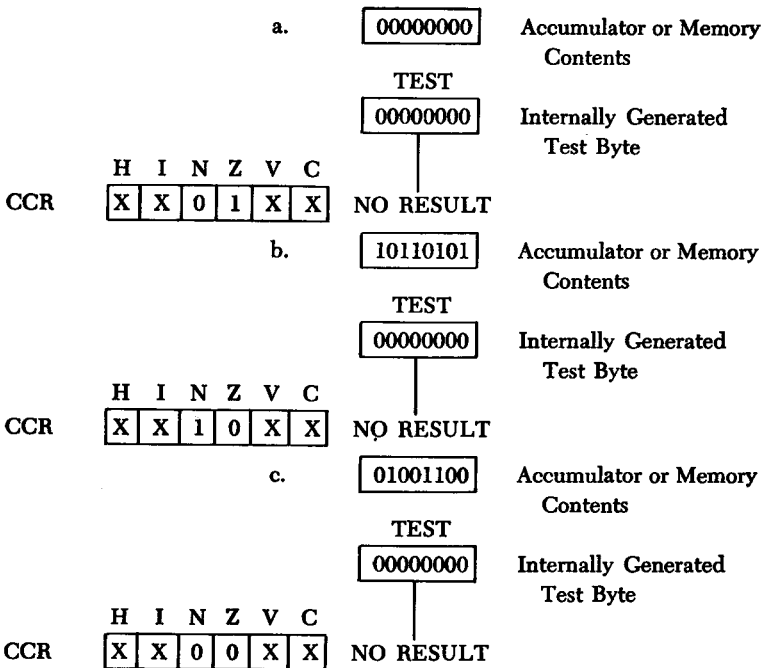 a. 00000000 Accumulator or Memory
Contents
TEST
00000000 Internally Generated
Test Byte
H I N Z V C
CCR X X 0 1 X X NO RESULT
b. 10110101 Accumulator or Memory
Contents
TEST
00000000 Internally Generated
Test Byte
H I N Z V C
CCR X X 1 0 X X NO RESULT
c. 01001100 Accumulator or Memory
Contents
TEST
00000000 Internally Generated
Test Byte
H I N Z V C
CCR X X 0 0 X X NO RESULT